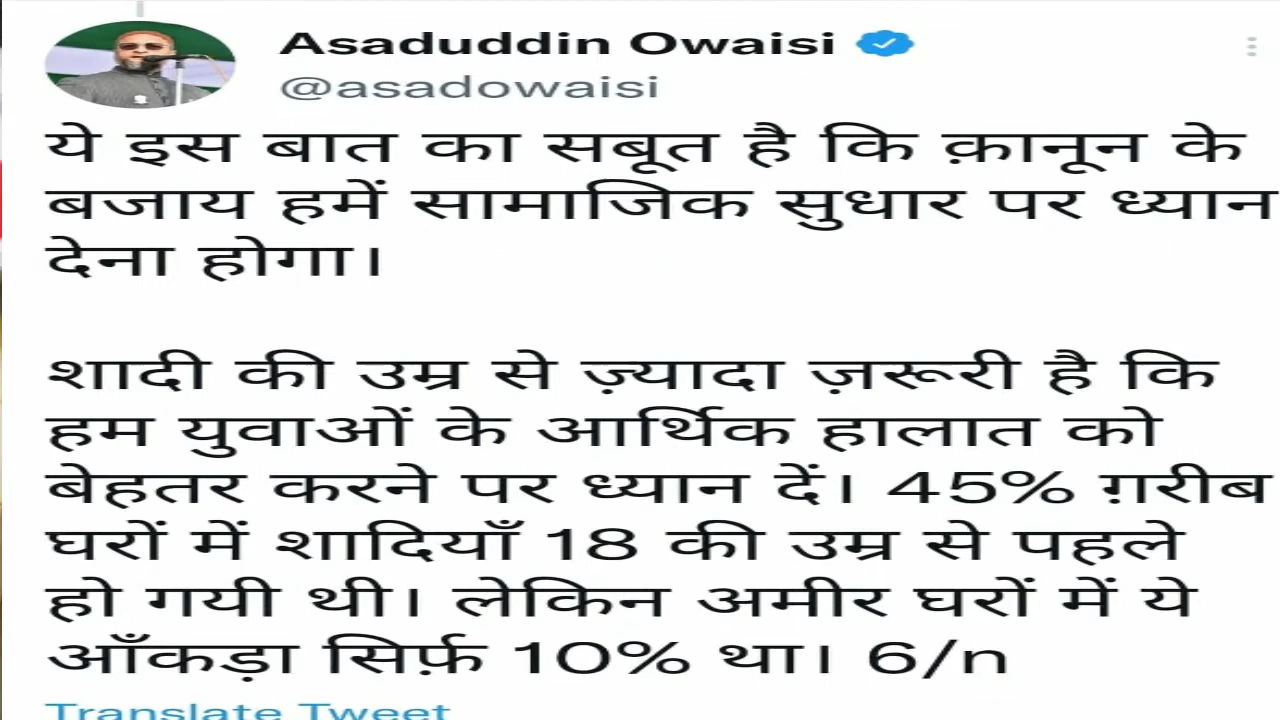 Asaduddin Owaisi
@asadowaisi
ये इस बात का सबूत है कि क़ानून के
बजाय हमें सामाजिक सुधार पर ध्यान
देना होगा।
शादी की उम्र से ज़्यादा ज़रूरी है कि
हम युवाओं के आर्थिक हालात को
बेहतर करने पर ध्यान दें। 45% ग़रीब
घरों में शादियाँ 18 की उम्र से पहले
हो गयी थी। लेकिन अमीर घरों में ये
आँकड़ा सिर्फ़ 10% था। 6/n
Translate Tweet